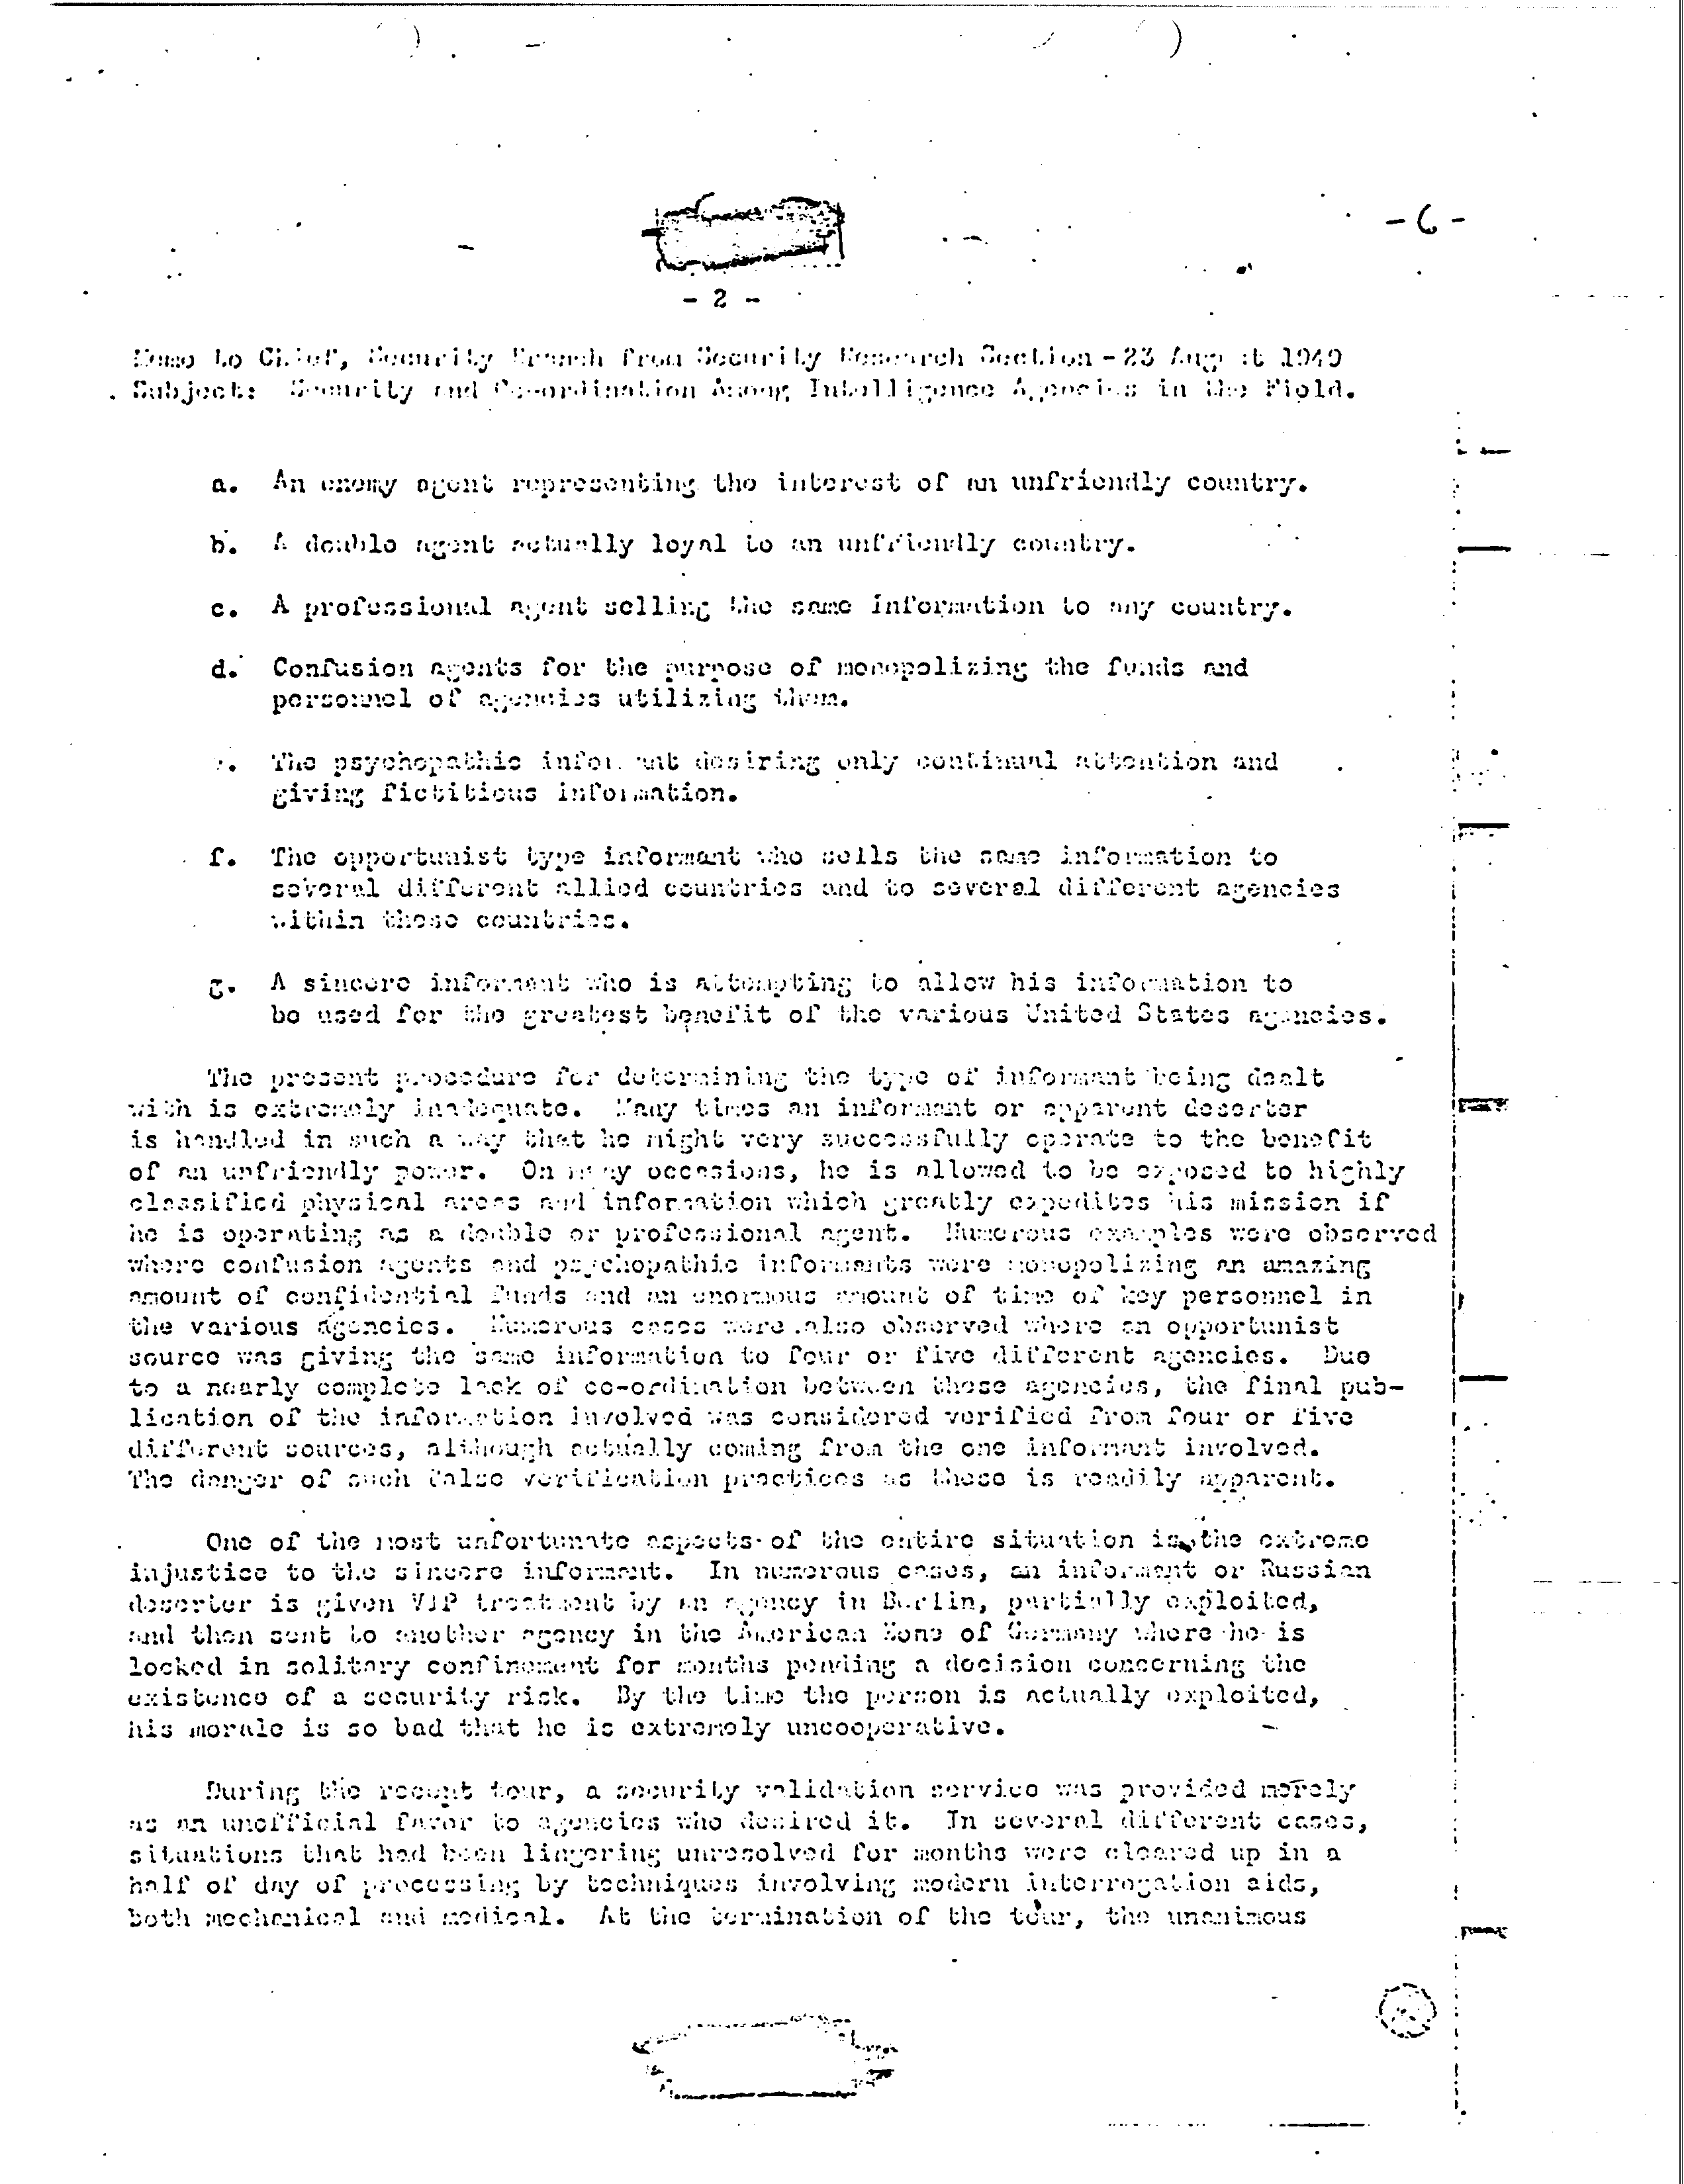 - 6 -
- 2 -
Memo to Chief, Security Branch from Security Research Section - 23 August 1949
Subject: Security and Co-ordination Among Intelligence Agencies in the Field.
a. An enemy agent representing the interest of an unfriendly country.
b. A double agent actually loyal to an unfriendly country.
c. A professional agent selling the same information to any country.
d. Confusion agents for the purpose of monopolizing the funds and
personnel of agencies utilizing them.
. The psychopathic informant desiring only continual attention and
giving fictitious information.
f. The opportunist type informant who sells the same information to
several different allied countries and to several different agencies
within those countries.
g. A sincere informant who is attempting to allow his information to
be used for the greatest benefit of the various United States agencies.
The present procedure for determining the type of informant being dealt
with is extremely inadequate. Many times an informant or apparent deserter
is handled in such a way that he might very successfully operate to the benefit
of an unfriendly power. On many occasions, he is allowed to be exposed to highly
classified physical areas and information which greatly expedites his mission if
he is operating as a double or professional agent. Numerous examples were observed
where confusion agents and psychopathic informants were monopolizing an amazing
amount of confidential funds and an enormous amount of time of key personnel in
the various agencies. Numerous cases were also observed where an opportunist
source was giving the same information to four or five different agencies. Due
to a nearly complete lack of co-ordination between these agencies, the final pub-
lication of the information involved was considered verified from four or five
different sources, although actually coming from the one informant involved.
The danger of such false verification practices as these is readily apparent.
One of the most unfortunate aspects of the entire situation is the extreme
injustice to the sincere informant. In numerous cases, an informant or Russian
deserter is given VIP treatment by an agency in Berlin, partially exploited,
and then sent to another agency in the American Zone of Germany where he is
locked in solitary confinement for months pending a decision concerning the
existence of a security risk. By the time the person is actually exploited,
his morale is so bad that he is extremely uncooperative.
During the recent tour, a security validation service was provided merely
as an unofficial favor to agencies who desired it. In several different cases,
situations that had been lingering unresolved for months were cleared up in a
half of day of processing by techniques involving modern interrogation aids,
both mechanical and medical. At the termination of the tour, the unanimous